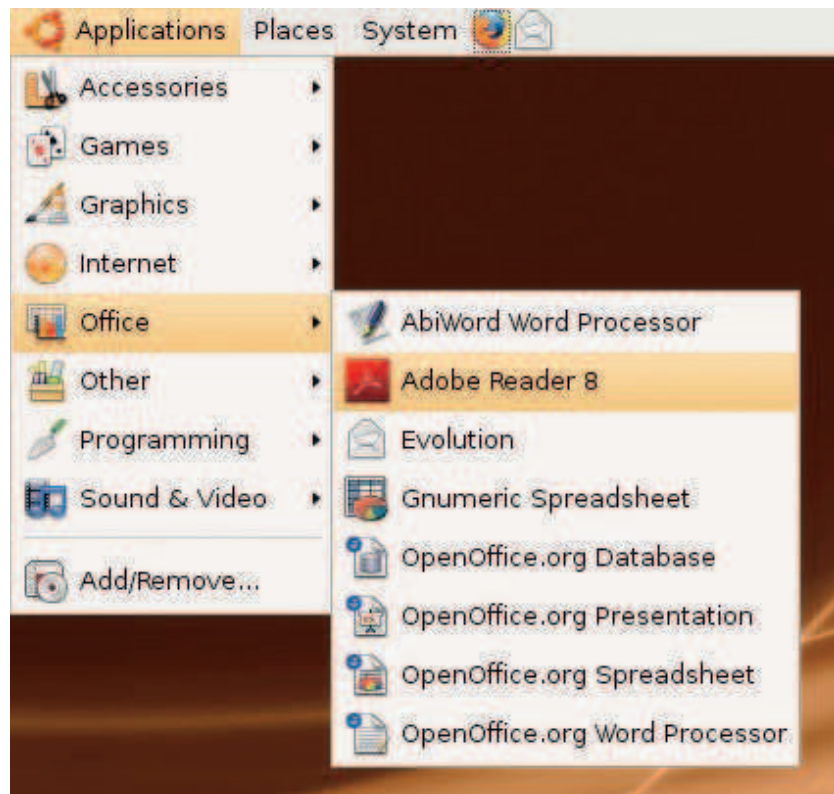 Applications Places System
Accessories
Games
Graphics
Internet
Office
Other
Programming
Sound & Video
Add/Remove...
AbiWord Word Processor
Adobe Reader 8
Evolution
Gnumeric Spreadsheet
OpenOffice.org Database
OpenOffice.org Presentation
OpenOffice.org Spreadsheet
OpenOffice.org Word Processor